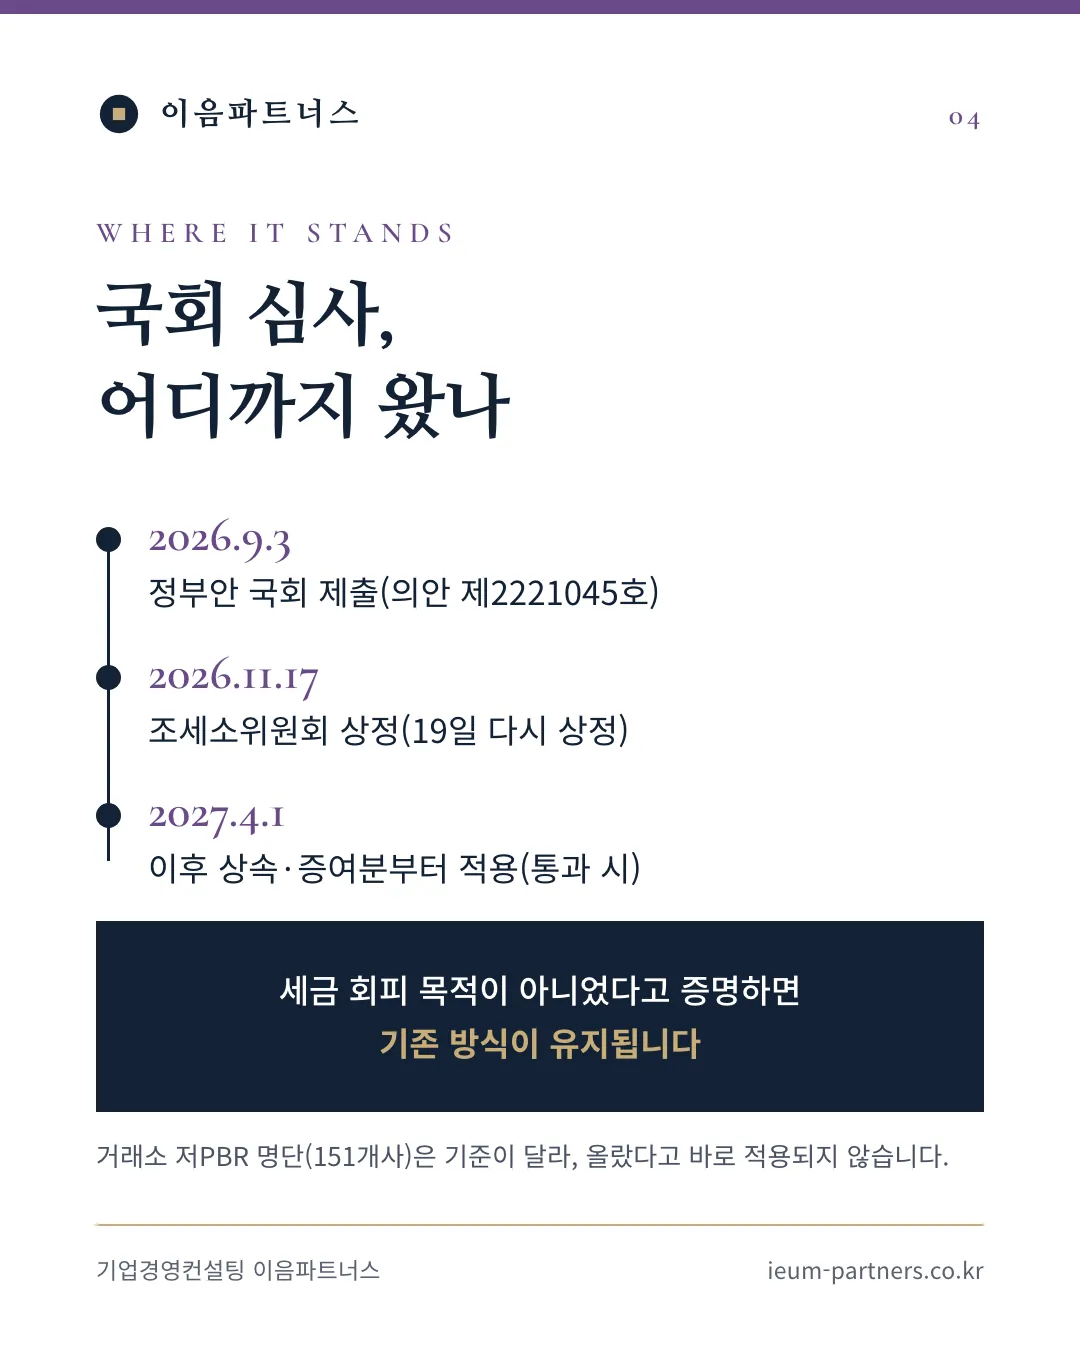 이음파트너스
04
WHERE IT STANDS
국회 심사,
어디까지 왔나
2026.9.3
정부안 국회 제출(의안 제2221045호)
2026.11.17
조세소위원회 상정(19일 다시 상정)
2027.4.1
이후 상속·증여분부터 적용(통과 시)
세금 회피 목적이 아니었다고 증명하면
기존 방식이 유지됩니다
거래소 저PBR 명단(151개사)은 기준이 달라, 올랐다고 바로 적용되지 않습니다.
기업경영컨설팅 이음파트너스
ieum-partners.co.kr